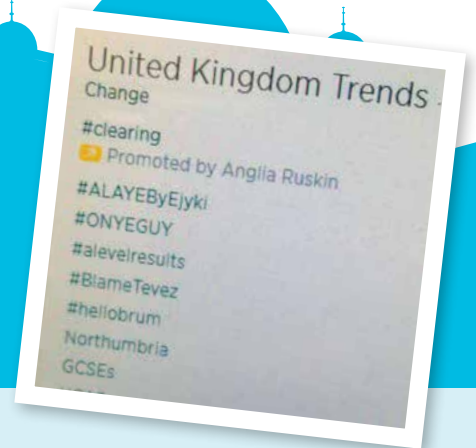 United Kingdom Trends
Change
#clearing
Promoted by Anglia Ruskin
#ALAYEByEjyki
#ONYEGUY
#alevelresults
#BlameTevez
#hellobrum
Northumbria
GCSEs